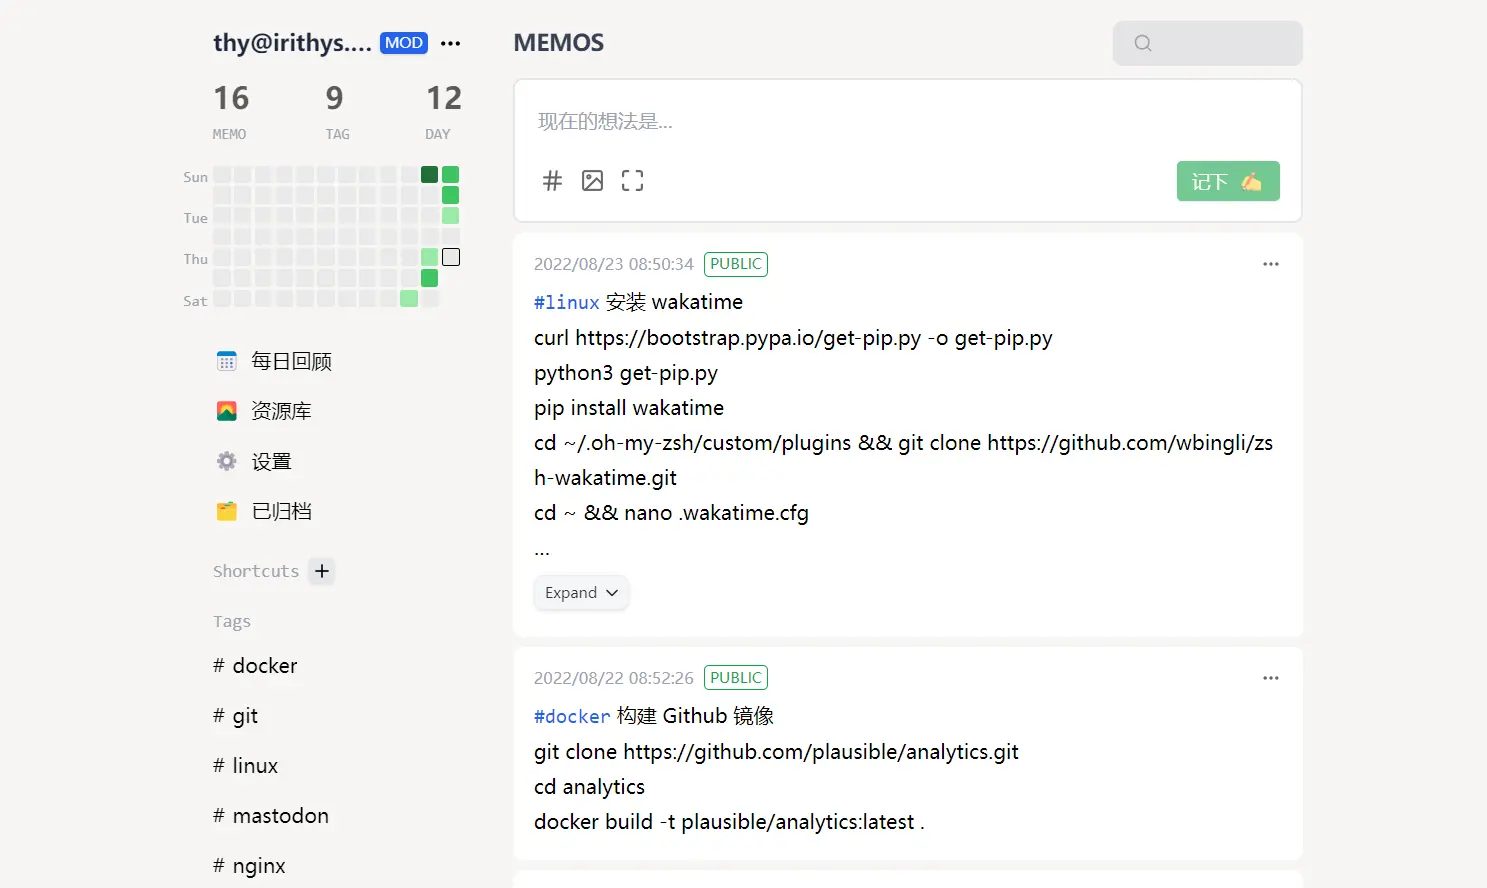 thy@irithys.... MOD
16 9 12
MEMO TAG DAY
Sun
Tue
Thu
Sat
每日回顾
资源库
设置
已归档
Shortcuts
Tags
# docker
# git
# linux
# mastodon
# nginx
MEMOS
现在的想法是...
记下 ✍
2022/08/23 08:50:34 PUBLIC
#linux 安装 wakatime
curl https://bootstrap.pypa.io/get-pip.py -o get-pip.py
python3 get-pip.py
pip install wakatime
cd ~/.oh-my-zsh/custom/plugins && git clone https://github.com/wbingli/zs
h-wakatime.git
cd ~ && nano .wakatime.cfg
...
Expand
2022/08/22 08:52:26 PUBLIC
#docker 构建 Github 镜像
git clone https://github.com/plausible/analytics.git
cd analytics
docker build -t plausible/analytics:latest .